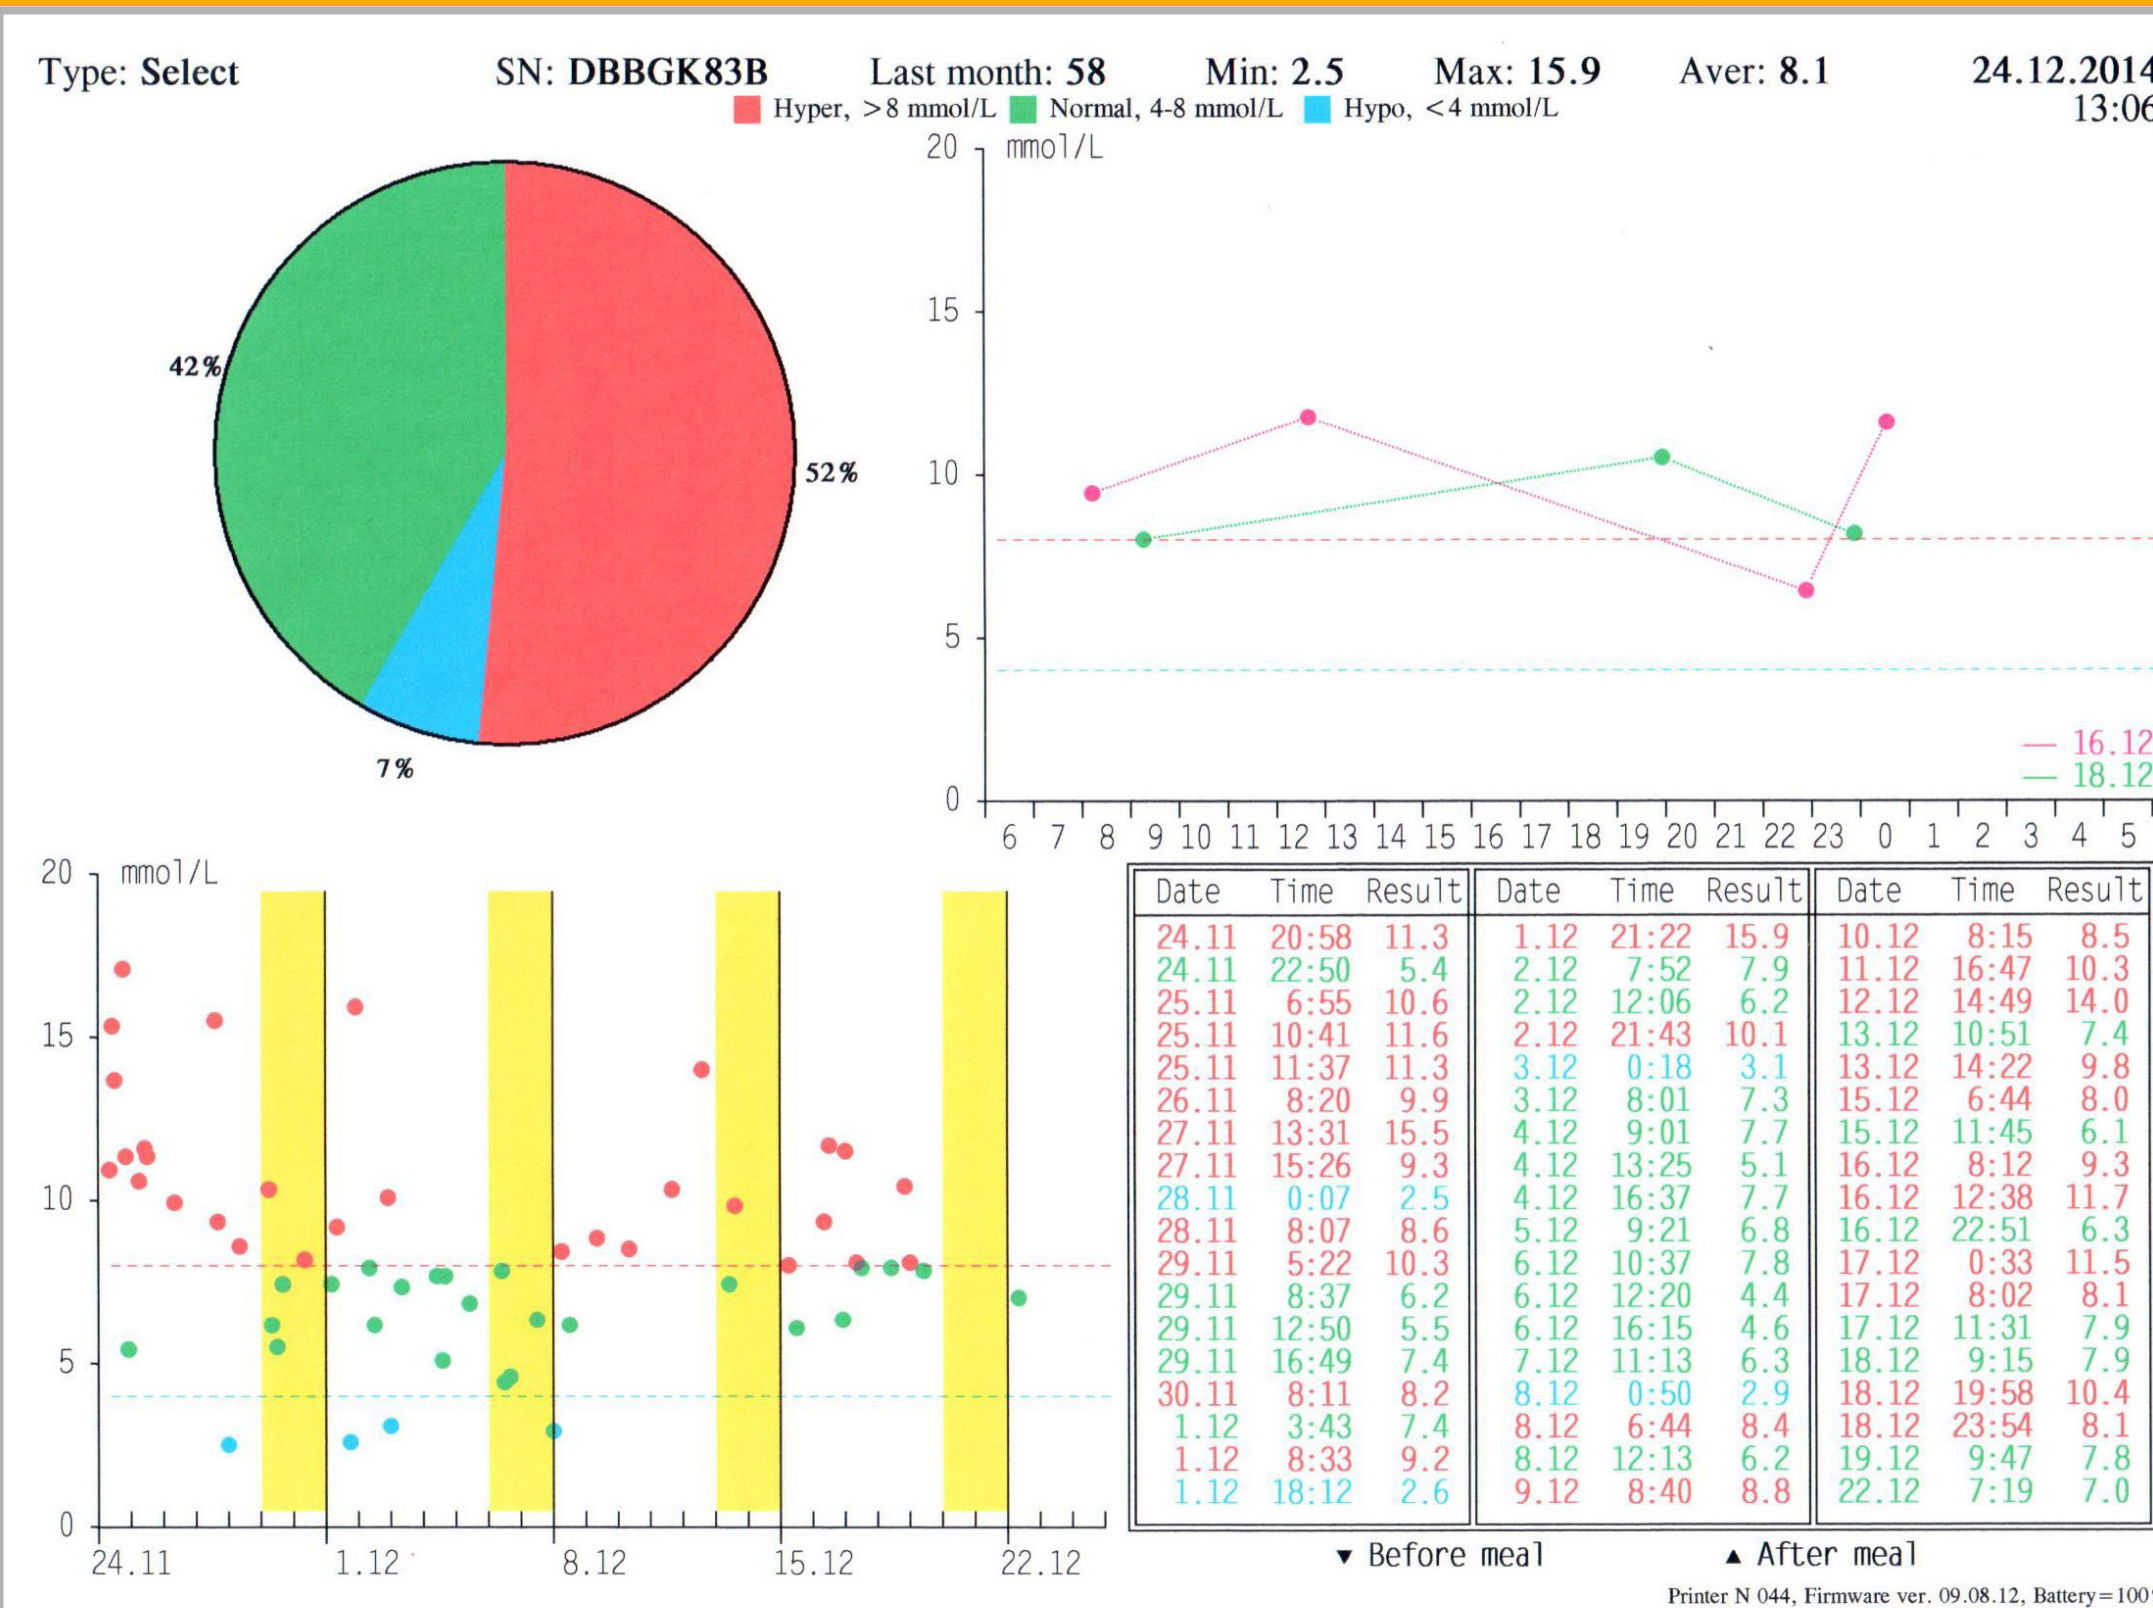 Type: Select SN: DBBGK83B Last month: 58 Min: 2.5 Max: 15.9 Aver: 8.1 24.12.2014
Hyper, >8 mmol/L Normal, 4-8 mmol/L Hypo, <4 mmol/L 13:06
42%
52%
7%
20 mmol/L
15
10
5
0
16.12
18.12
6 7 8 9 10 11 12 13 14 15 16 17 18 19 20 21 22 23 0 1 2 3 4 5
20 mmol/L
15
10
5
0
24.11 1.12 8.12 15.12 22.12
Date Time Result Date Time Result Date Time Result
24.11 20:58 11.3 1.12 21:22 15.9 10.12 8:15 8.5
24.11 22:50 5.4 2.12 7:52 7.9 11.12 16:47 10.3
25.11 6:55 10.6 2.12 12:06 6.2 12.12 14:49 14.0
25.11 10:41 11.6 2.12 21:43 10.1 13.12 10:51 7.4
25.11 11:37 11.3 3.12 0:18 3.1 13.12 14:22 9.8
26.11 8:20 9.9 3.12 8:01 7.3 15.12 6:44 8.0
27.11 13:31 15.5 4.12 9:01 7.7 15.12 11:45 6.1
27.11 15:26 9.3 4.12 13:25 5.1 16.12 8:12 9.3
28.11 0:07 2.5 4.12 16:37 7.7 16.12 12:38 11.7
28.11 8:07 8.6 5.12 9:21 6.8 16.12 22:51 6.3
29.11 5:22 10.3 6.12 10:37 7.8 17.12 0:33 11.5
29.11 8:37 6.2 6.12 12:20 4.4 17.12 8:02 8.1
29.11 12:50 5.5 6.12 16:15 4.6 17.12 11:31 7.9
29.11 16:49 7.4 7.12 11:13 6.3 18.12 9:15 7.9
30.11 8:11 8.2 8.12 0:50 2.9 18.12 19:58 10.4
1.12 3:43 7.4 8.12 6:44 8.4 18.12 23:54 8.1
1.12 8:33 9.2 8.12 12:13 6.2 19.12 9:47 7.8
1.12 18:12 2.6 9.12 8:40 8.8 22.12 7:19 7.0
▼ Before meal ▲ After meal
Printer N 044, Firmware ver. 09.08.12, Battery=100